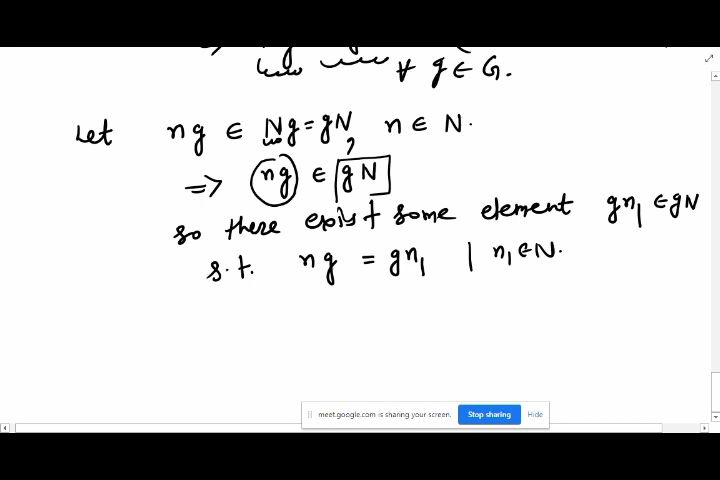 ∀ g ∈ G.
Let ng ∈ Ng = gN, n ∈ N.
=> ng ∈ gN
so there exist some element gn₁ ∈ gN
s.t. ng = gn₁ | n₁ ∈ N.
meet.google.com is sharing your screen. Stop sharing Hide